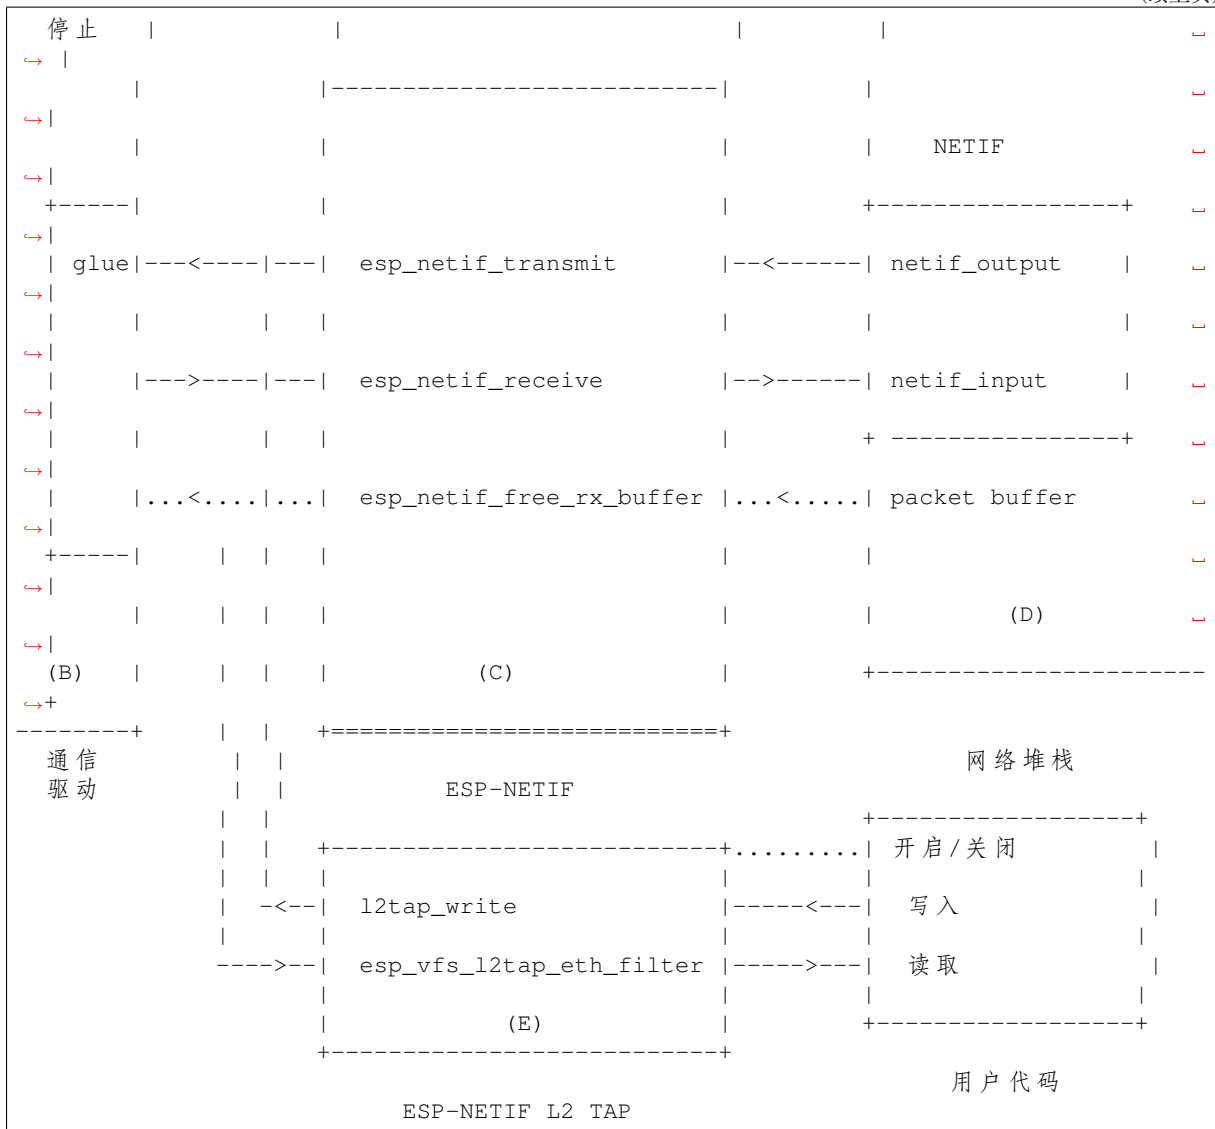 停止     |               |                                 |           |                          ␣
↪ |
          |               |---------------------------|          |                           ␣
↪|
          |               |                           |          |    NETIF             ␣
↪|
  +-----|               |                           |          +-----------------+     ␣
↪|
  | glue|---<----|---|  esp_netif_transmit       |--<------| netif_output    |     ␣
↪|
  |     |        |   |                           |         |                 |     ␣
↪|
  |     |--->----|---|  esp_netif_receive        |-->------| netif_input     |     ␣
↪|
  |     |        |   |                           |         + ----------------+     ␣
↪|
  |     |...<....|...|  esp_netif_free_rx_buffer |...<.....| packet buffer         ␣
↪|
  +-----|     |  |   |                           |         |                       ␣
↪|
        |     |  |   |                           |         |         (D)           ␣
↪|
  (B)   |     |  |   |          (C)              |         +-----------------------
↪+
--------+     |  |   +===========================+
  通信          |  |                                               网络堆栈
  驱动          |  |           ESP-NETIF
              |  |                                         +------------------+
              |  |   +---------------------------+.........| 开启/关闭          |
              |  |   |                           |         |                  |
              |  -<--|  l2tap_write              |-----<---|  写入             |
              |      |                           |         |                  |
              ---->--|  esp_vfs_l2tap_eth_filter |----->---|  读取             |
                     |                           |         |                  |
                     |            (E)            |         +------------------+
                     +---------------------------+
                                                                用户代码
                          ESP-NETIF L2 TAP